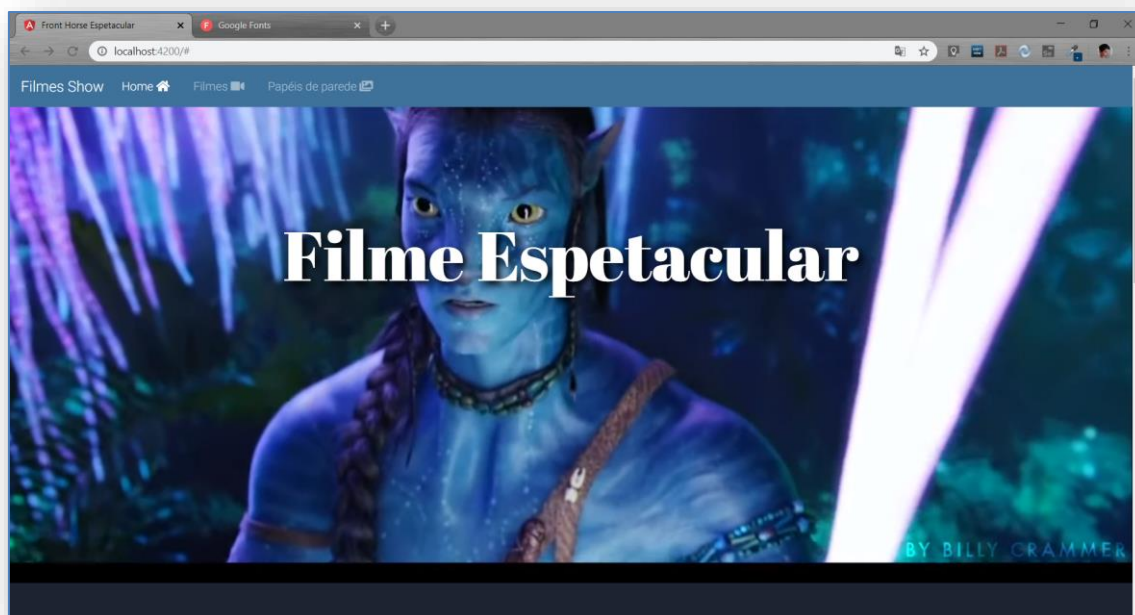 Front Horse Espetacular
Google Fonts
localhost:4200/#
Filmes Show Home Filmes Papéis de parede
Filme Espetacular
BY BILLY CRAMMER